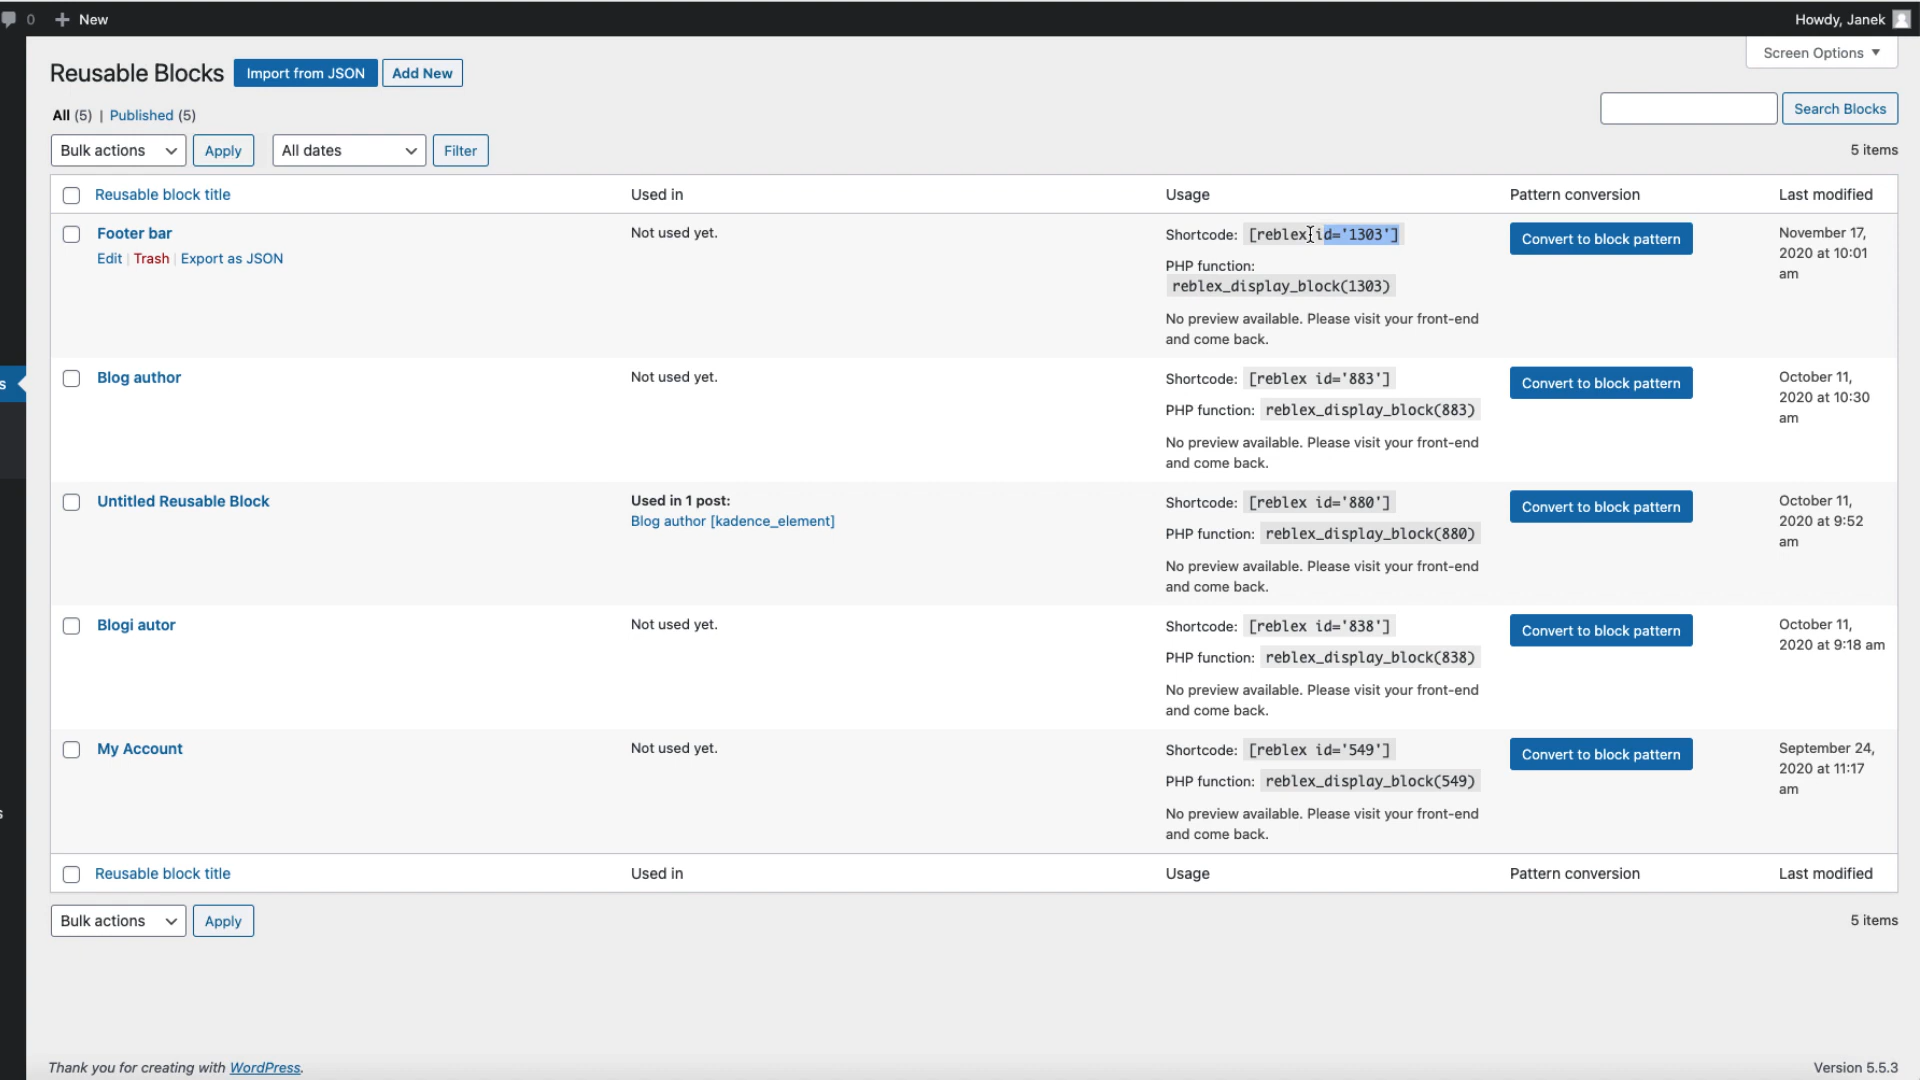 0 New Howdy, Janek
Screen Options ▼
Reusable Blocks Import from JSON Add New
All (5) | Published (5)
Search Blocks
Bulk actions Apply All dates Filter 5 items
Reusable block title Used in Usage Pattern conversion Last modified
Footer bar
Edit | Trash | Export as JSON
Not used yet.
Shortcode: [reblex id='1303']
PHP function:
reblex_display_block(1303)
No preview available. Please visit your front-end
and come back.
Convert to block pattern
November 17,
2020 at 10:01
am
s
Blog author
Not used yet.
Shortcode: [reblex id='883']
PHP function: reblex_display_block(883)
No preview available. Please visit your front-end
and come back.
Convert to block pattern
October 11,
2020 at 10:30
am
Untitled Reusable Block
Used in 1 post:
Blog author [kadence_element]
Shortcode: [reblex id='880']
PHP function: reblex_display_block(880)
No preview available. Please visit your front-end
and come back.
Convert to block pattern
October 11,
2020 at 9:52
am
Blogi autor
Not used yet.
Shortcode: [reblex id='838']
PHP function: reblex_display_block(838)
No preview available. Please visit your front-end
and come back.
Convert to block pattern
October 11,
2020 at 9:18 am
My Account
Not used yet.
Shortcode: [reblex id='549']
PHP function: reblex_display_block(549)
No preview available. Please visit your front-end
and come back.
Convert to block pattern
September 24,
2020 at 11:17
am
s
Reusable block title Used in Usage Pattern conversion Last modified
Bulk actions Apply 5 items
Thank you for creating with WordPress. Version 5.5.3